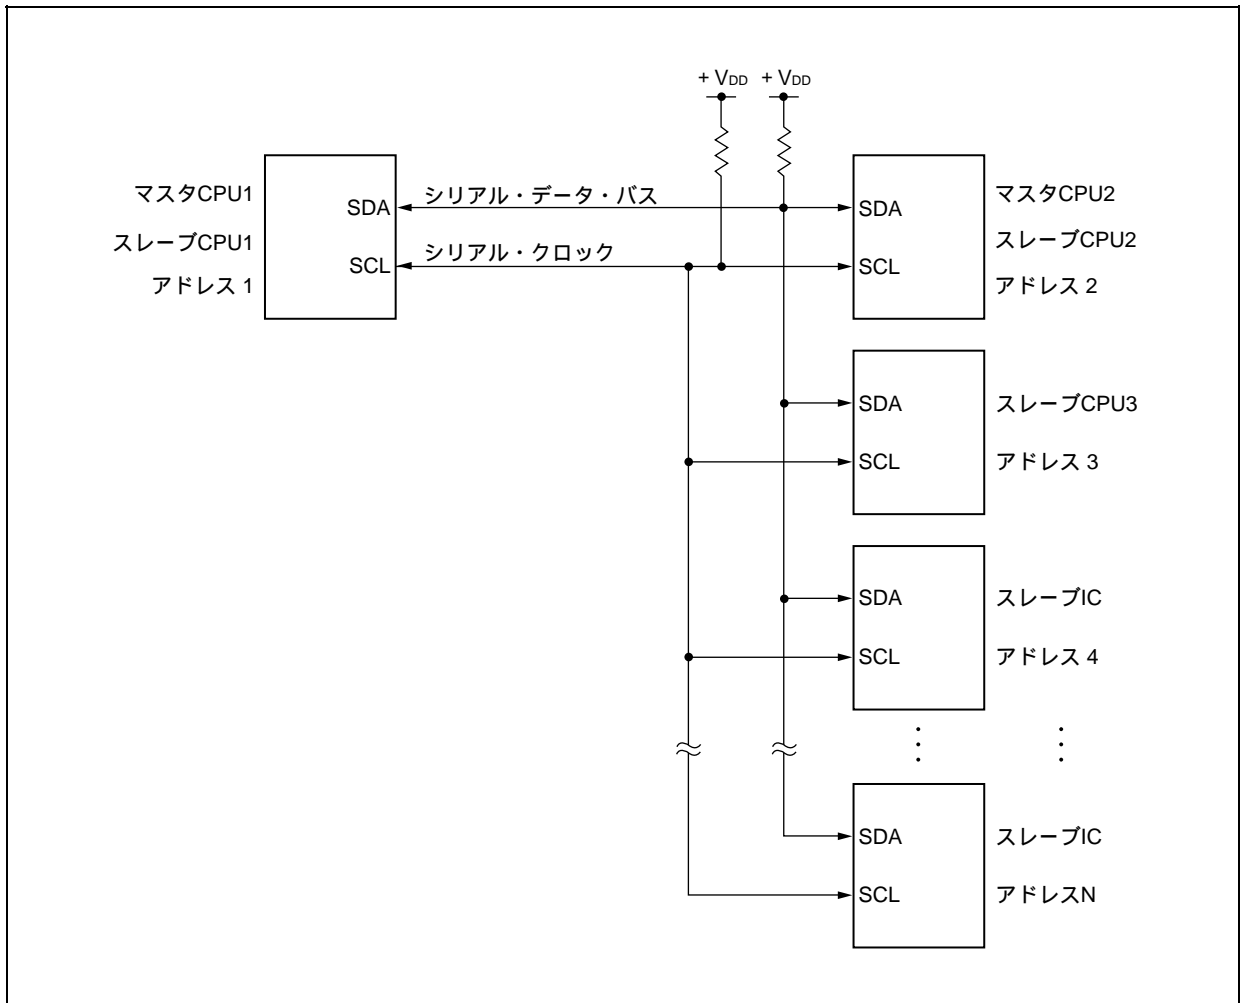 + VDD + VDD
マスタCPU1
スレーブCPU1
アドレス 1
SDA
SCL
シリアル・データ・バス
シリアル・クロック
SDA
SCL
マスタCPU2
スレーブCPU2
アドレス 2
SDA
SCL
スレーブCPU3
アドレス 3
SDA
SCL
スレーブIC
アドレス 4
SDA
SCL
スレーブIC
アドレスN